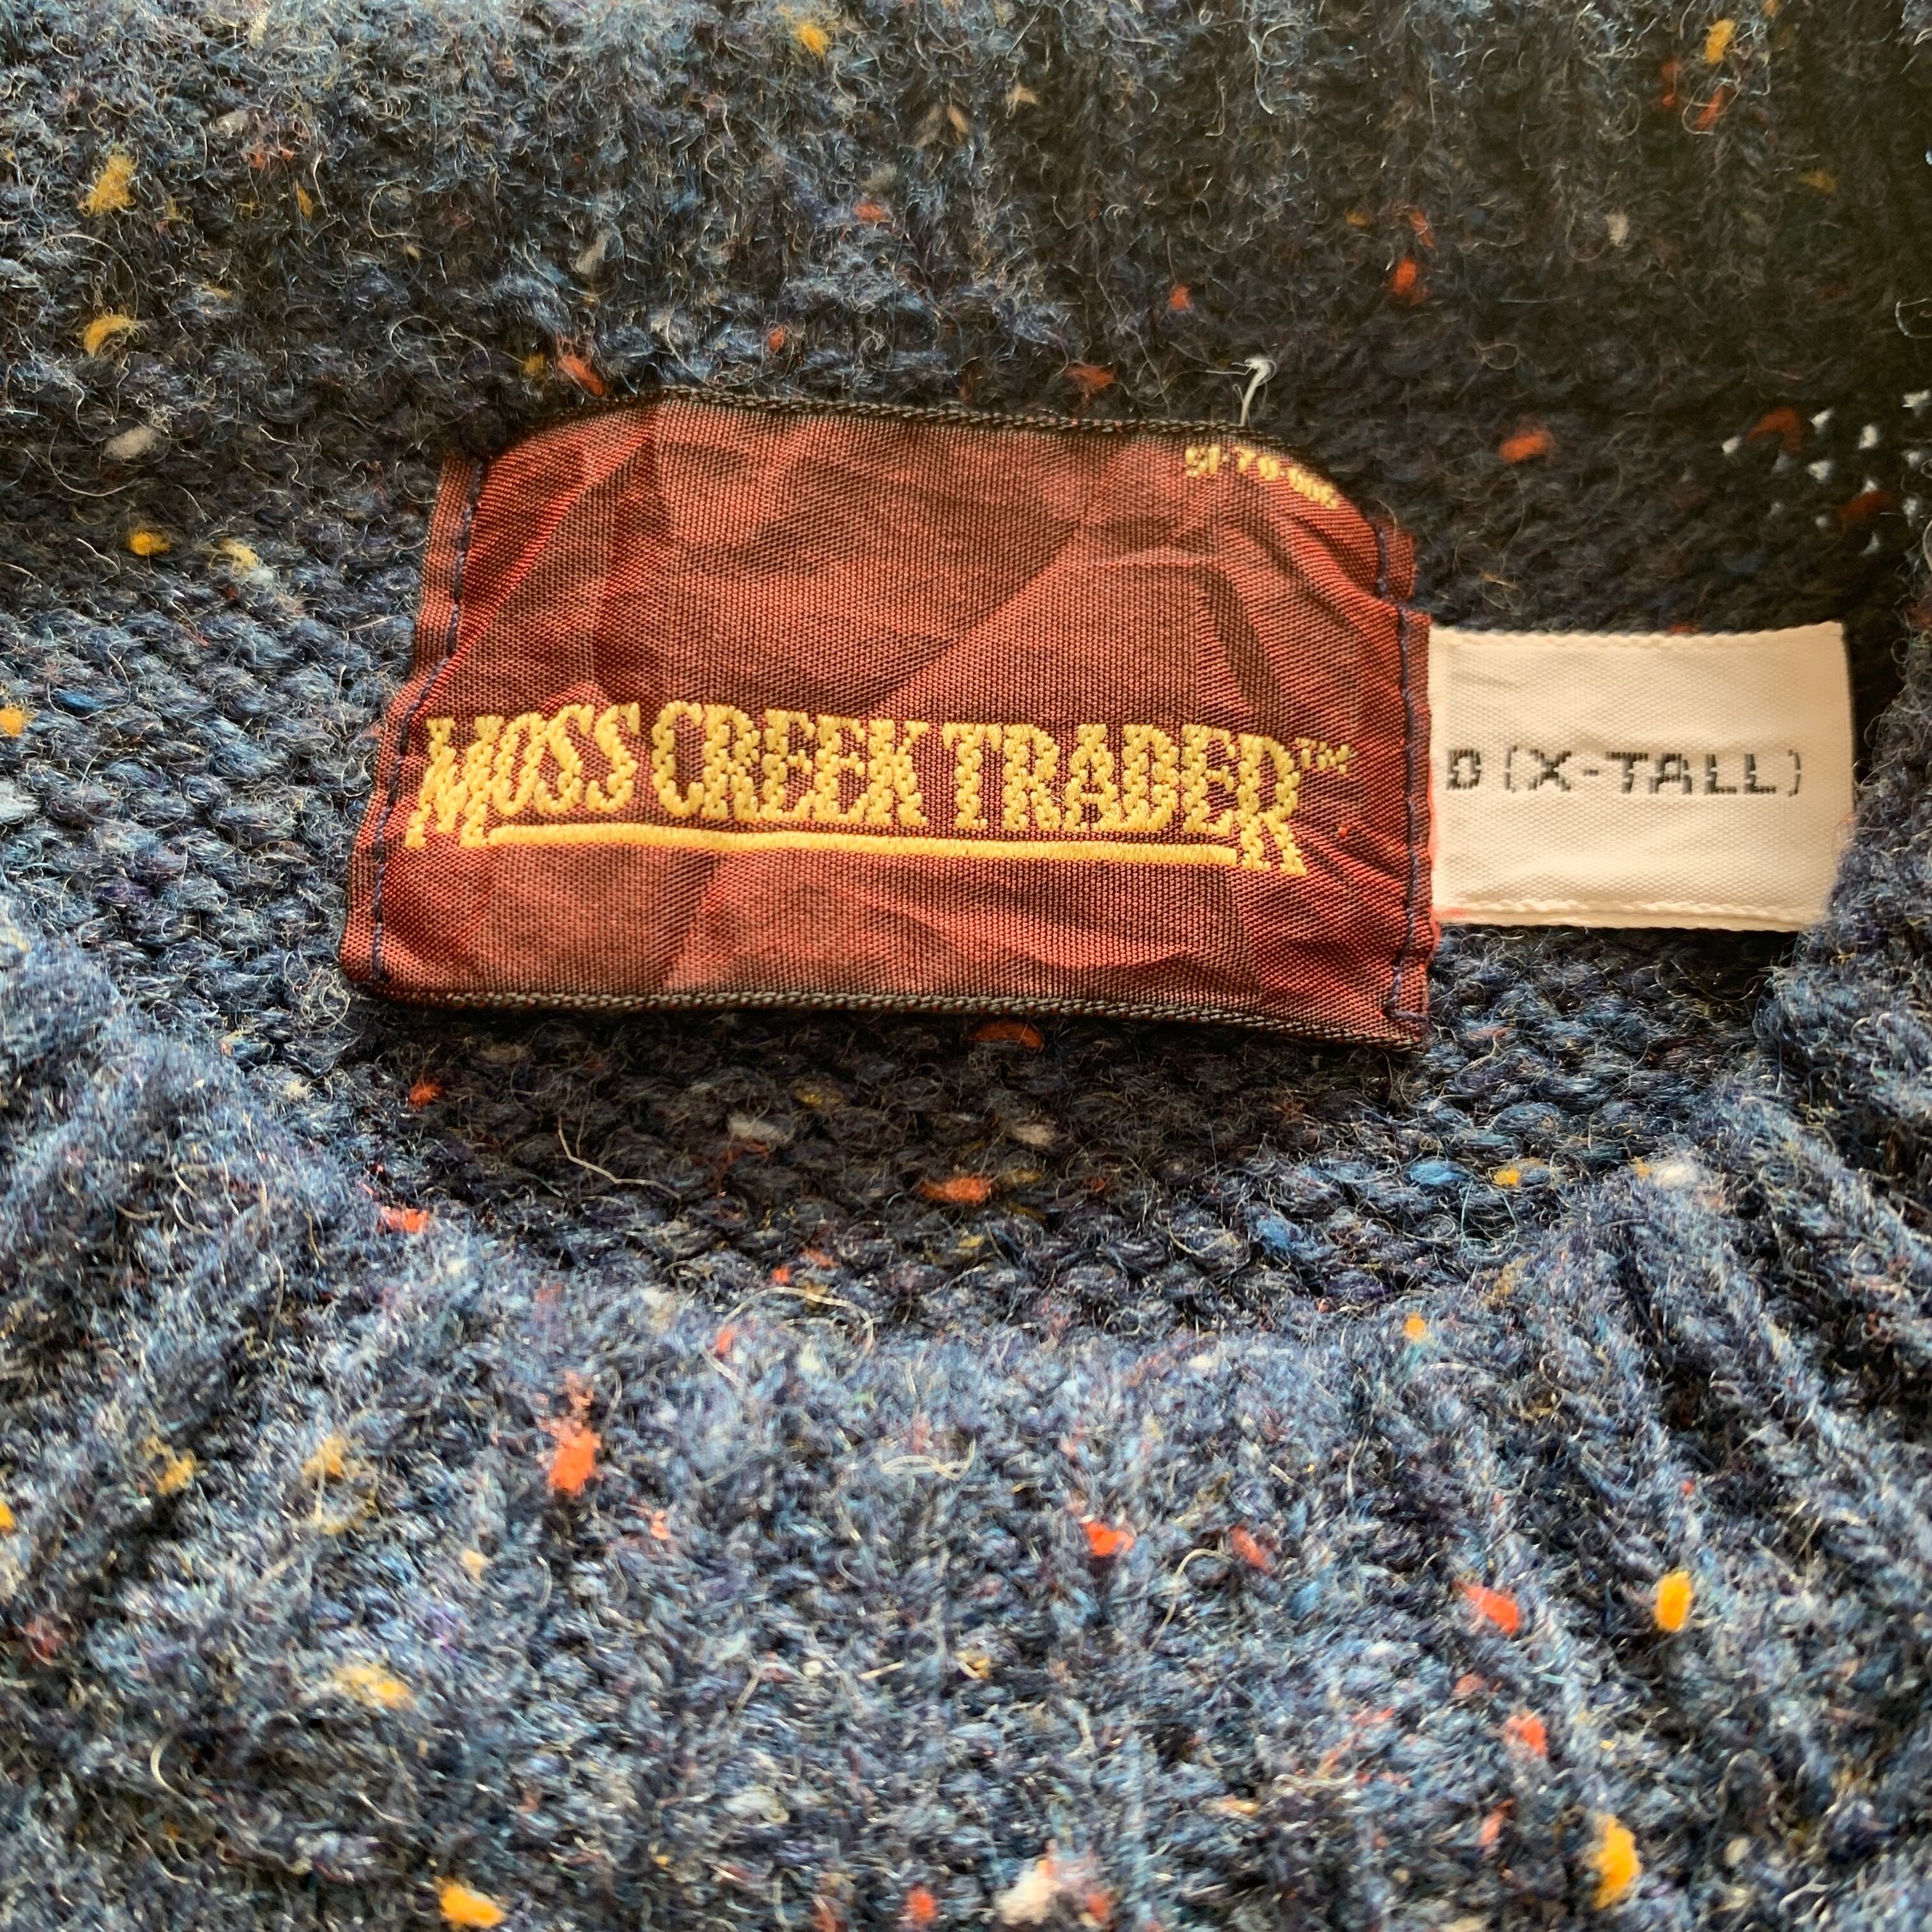 MOSS CREEK TRADER™
D (X-TALL)